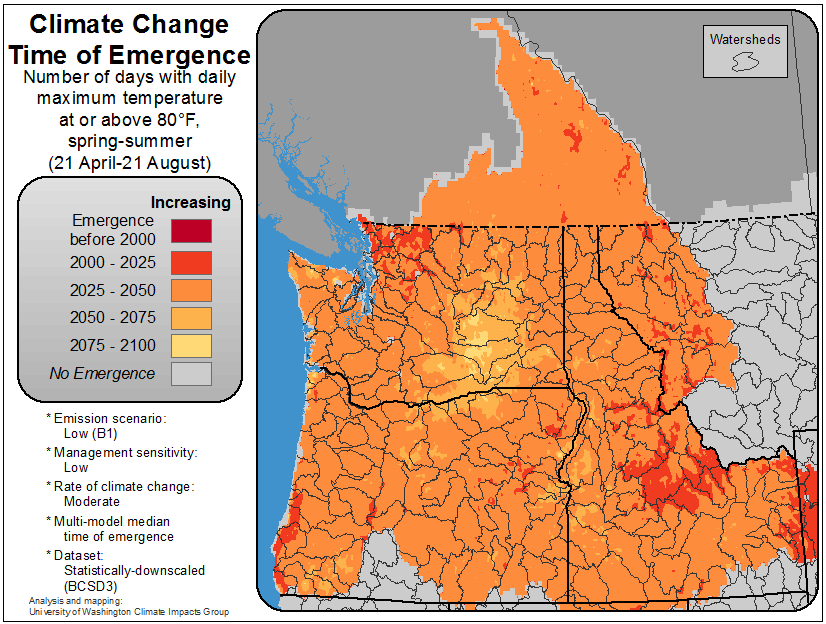 Climate Change
Time of Emergence
Number of days with daily
maximum temperature
at or above 80°F,
spring-summer
(21 April-21 August)
Increasing
Emergence
before 2000
2000 - 2025
2025 - 2050
2050 - 2075
2075 - 2100
No Emergence
* Emission scenario:
Low (B1)
* Management sensitivity:
Low
* Rate of climate change:
Moderate
* Multi-model median
time of emergence
* Dataset:
Statistically-downscaled
(BCSD3)
Analysis and mapping:
University of Washington Climate Impacts Group
Watersheds